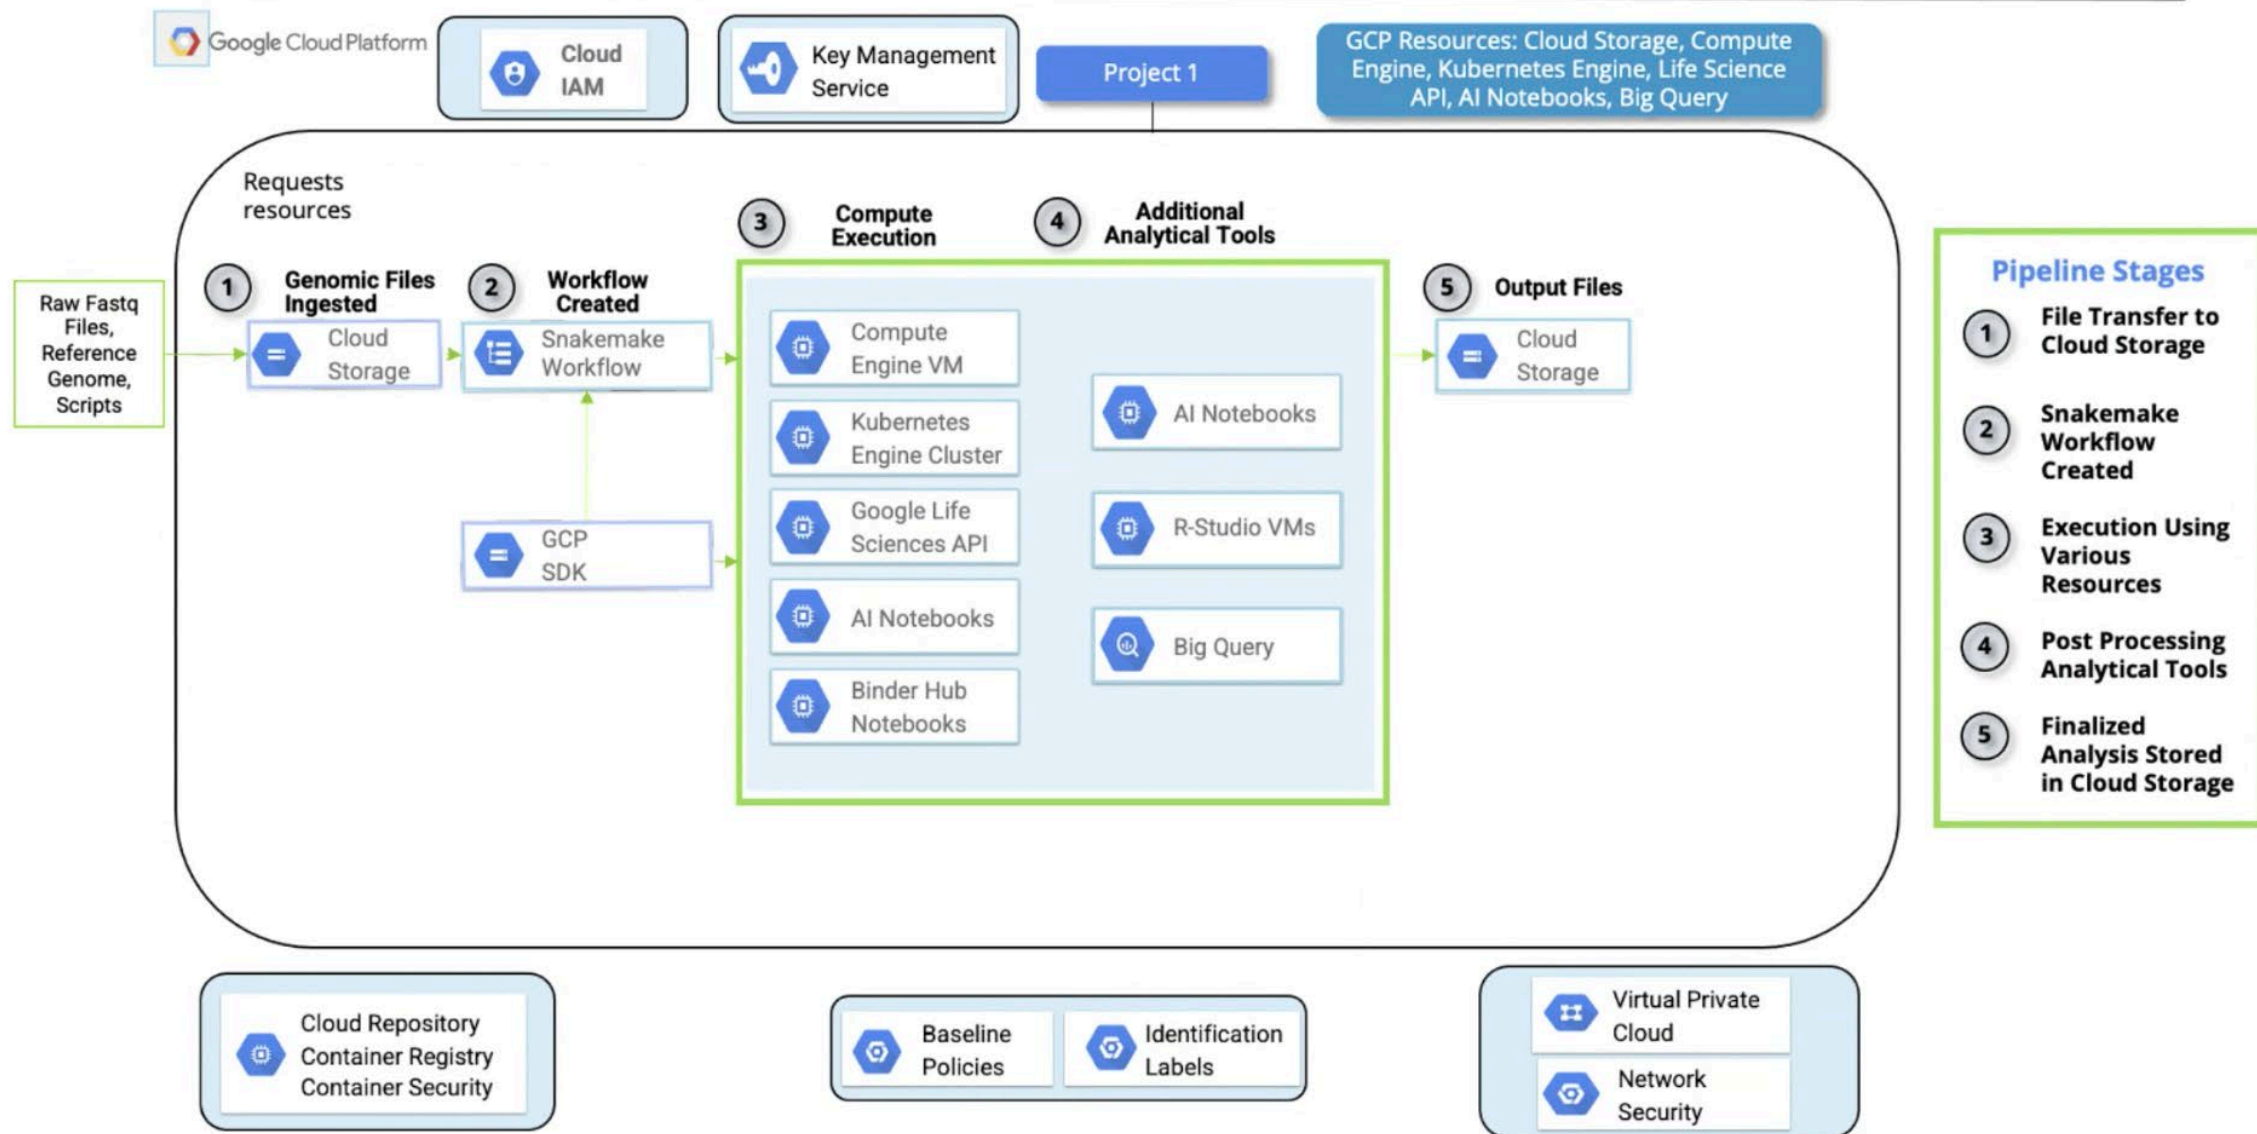 Google Cloud Platform
Cloud
IAM
Key Management
Service
Project 1
GCP Resources: Cloud Storage, Compute
Engine, Kubernetes Engine, Life Science
API, AI Notebooks, Big Query
Requests
resources
Raw Fastq
Files,
Reference
Genome,
Scripts
1
Genomic Files
Ingested
Cloud
Storage
2
Workflow
Created
Snakemake
Workflow
GCP
SDK
3
Compute
Execution
Compute
Engine VM
Kubernetes
Engine Cluster
Google Life
Sciences API
AI Notebooks
Binder Hub
Notebooks
4
Additional
Analytical Tools
AI Notebooks
R-Studio VMs
Big Query
5
Output Files
Cloud
Storage
Pipeline Stages
1
File Transfer to
Cloud Storage
2
Snakemake
Workflow
Created
3
Execution Using
Various
Resources
4
Post Processing
Analytical Tools
5
Finalized
Analysis Stored
in Cloud Storage
Cloud Repository
Container Registry
Container Security
Baseline
Policies
Identification
Labels
Virtual Private
Cloud
Network
Security